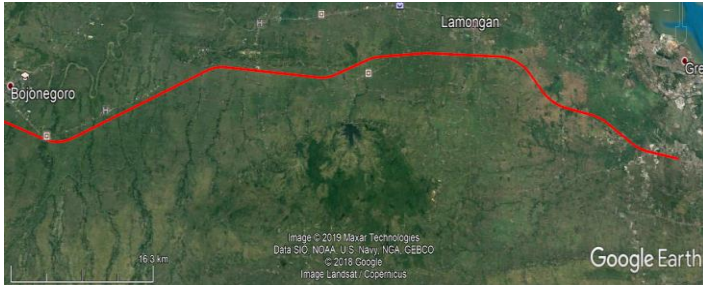 Lamongan
Gre
Bojonegoro
Image © 2019 Maxar Technologies
Data SIO, NOAA, U.S. Navy, NGA, GEBCO
© 2018 Google
Image Landsat / Copernicus
16.3 km
Google Earth